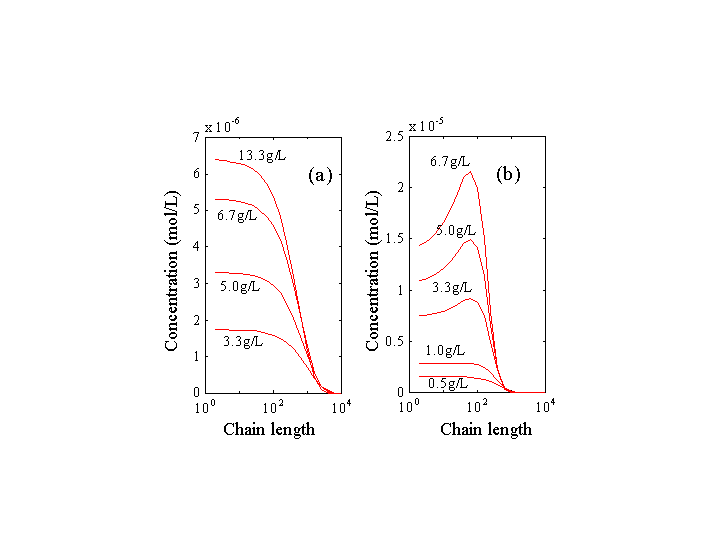 x 10-6
7
6
5
4
3
2
1
0
13.3g/L
(a)
6.7g/L
5.0g/L
3.3g/L
Concentration (mol/L)
10^0
10^2
10^4
Chain length
x 10-5
2.5
2
1.5
1
0.5
0
6.7g/L
(b)
5.0g/L
3.3g/L
1.0g/L
0.5g/L
Concentration (mol/L)
10^0
10^2
10^4
Chain length